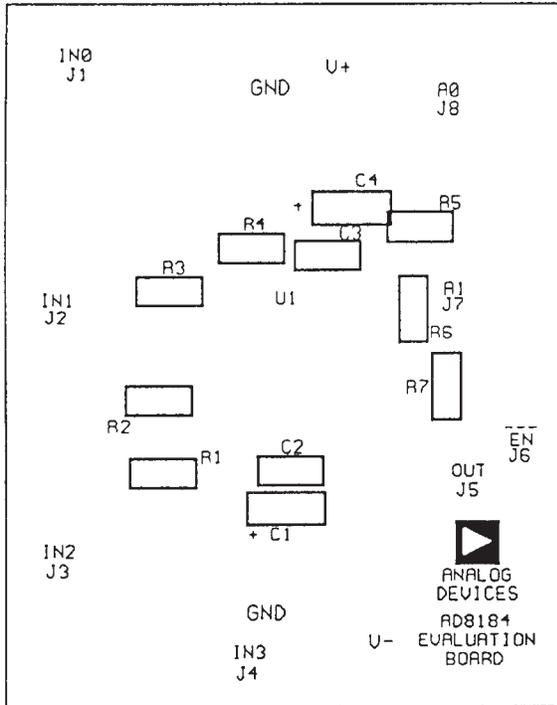 IN0
J1
V+
GND
A0
J8
C4
+
R5
R4
C3
R3
IN1
J2
U1
A1
J7
R6
R7
R2
EN
J6
R1
C2
OUT
J5
+ C1
IN2
J3
ANALOG
DEVICES
GND
AD8184
V- EVALUATION
BOARD
IN3
J4